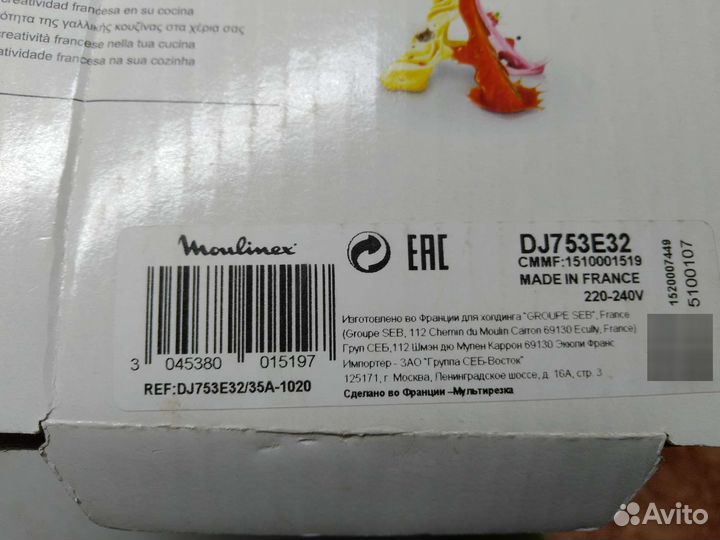 creatividad francesa en su cocina
ότητα της γαλλικής κουζίνας στα χέρια σας
creatività francese nella tua cucina
atividade francesa na sua cozinha
Moulinex
EAC
DJ753E32
CMMF:1510001519
MADE IN FRANCE
220-240V
1520007449
5100107
3 045380 015197
REF:DJ753E32/35A-1020
Изготовлено во Франции для холдинга "GROUPE SEB", France
(Groupe SEB, 112 Chemin du Moulin Carron 69130 Ecully, France)
Груп СЕБ,112 Шмэн дю Мулен Каррон 69130 Экюли Франс
Импортер - ЗАО "Группа СЕБ-Восток"
125171, г. Москва, Ленинградское шоссе, д. 16А, стр. 3
Сделано во Франции –Мультирезка
Avito